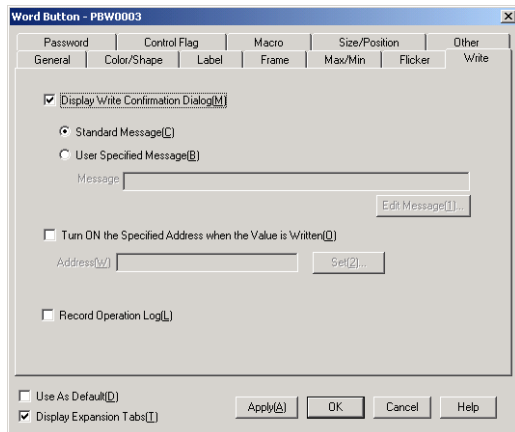 Word Button - PBW0003
Password Control Flag Macro Size/Position Other
General Color/Shape Label Frame Max/Min Flicker Write
Display Write Confirmation Dialog(M)
Standard Message(C)
User Specified Message(B)
Message
Edit Message(1)...
Turn ON the Specified Address when the Value is Written(O)
Address(W) Set(2)...
Record Operation Log(L)
Use As Default(D)
Display Expansion Tabs(T)
Apply(A) OK Cancel Help